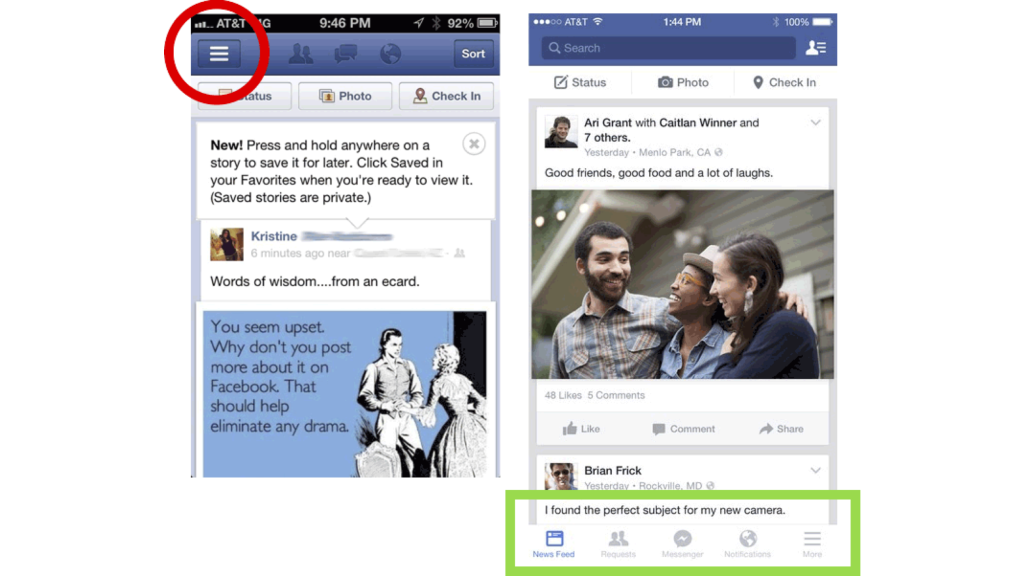 AT&T
9:46 PM
92%
Sort
Photo
Check In
New! Press and hold anywhere on a
story to save it for later. Click Saved in
your Favorites when you're ready to view it.
(Saved stories are private.)
Kristine
6 minutes ago near
Words of wisdom....from an ecard.
You seem upset.
Why don't you post
more about it on
Facebook. That
should help
eliminate any drama.
AT&T
1:44 PM
100%
Search
Status
Photo
Check In
Ari Grant with Caitlan Winner and
7 others.
Yesterday • Menlo Park, CA
Good friends, good food and a lot of laughs.
48 Likes 5 Comments
Like
Comment
Share
Brian Frick
Yesterday • Rockville, MD
I found the perfect subject for my new camera.
News Feed
Requests
Messenger
Notifications
More